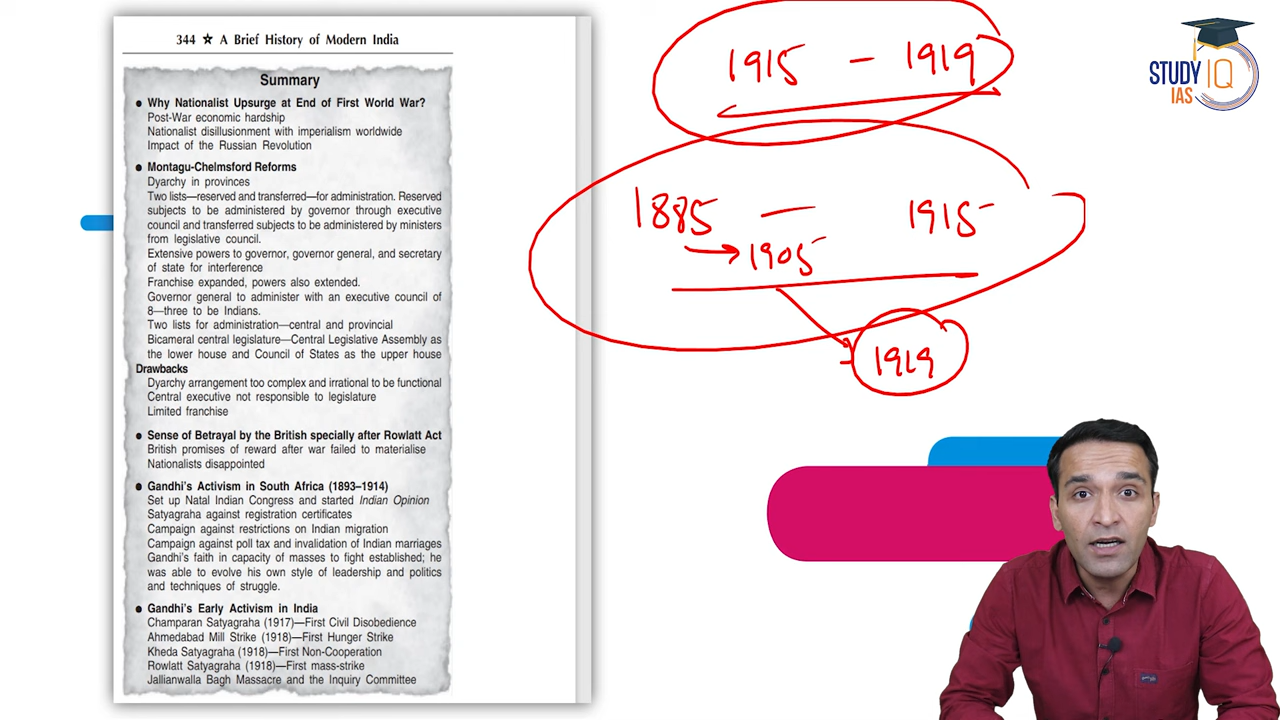 344 ★ A Brief History of Modern India
Summary
● Why Nationalist Upsurge at End of First World War?
Post-War economic hardship
Nationalist disillusionment with imperialism worldwide
Impact of the Russian Revolution
● Montagu-Chelmsford Reforms
Dyarchy in provinces
Two lists—reserved and transferred—for administration. Reserved
subjects to be administered by governor through executive
council and transferred subjects to be administered by ministers
from legislative council.
Extensive powers to governor, governor general, and secretary
of state for interference
Franchise expanded, powers also extended.
Governor general to administer with an executive council of
8—three to be Indians.
Two lists for administration—central and provincial
Bicameral central legislature—Central Legislative Assembly as
the lower house and Council of States as the upper house
Drawbacks
Dyarchy arrangement too complex and irrational to be functional
Central executive not responsible to legislature
Limited franchise
● Sense of Betrayal by the British specially after Rowlatt Act
British promises of reward after war failed to materialise
Nationalists disappointed
● Gandhi's Activism in South Africa (1893–1914)
Set up Natal Indian Congress and started Indian Opinion
Satyagraha against registration certificates
Campaign against restrictions on Indian migration
Campaign against poll tax and invalidation of Indian marriages
Gandhi's faith in capacity of masses to fight established; he
was able to evolve his own style of leadership and politics
and techniques of struggle.
● Gandhi's Early Activism in India
Champaran Satyagraha (1917)—First Civil Disobedience
Ahmedabad Mill Strike (1918)—First Hunger Strike
Kheda Satyagraha (1918)—First Non-Cooperation
Rowlatt Satyagraha (1918)—First mass-strike
Jallianwalla Bagh Massacre and the Inquiry Committee
1915 – 1919
1885 – 1915
→ 1905
1919
STUDY IQ
IAS